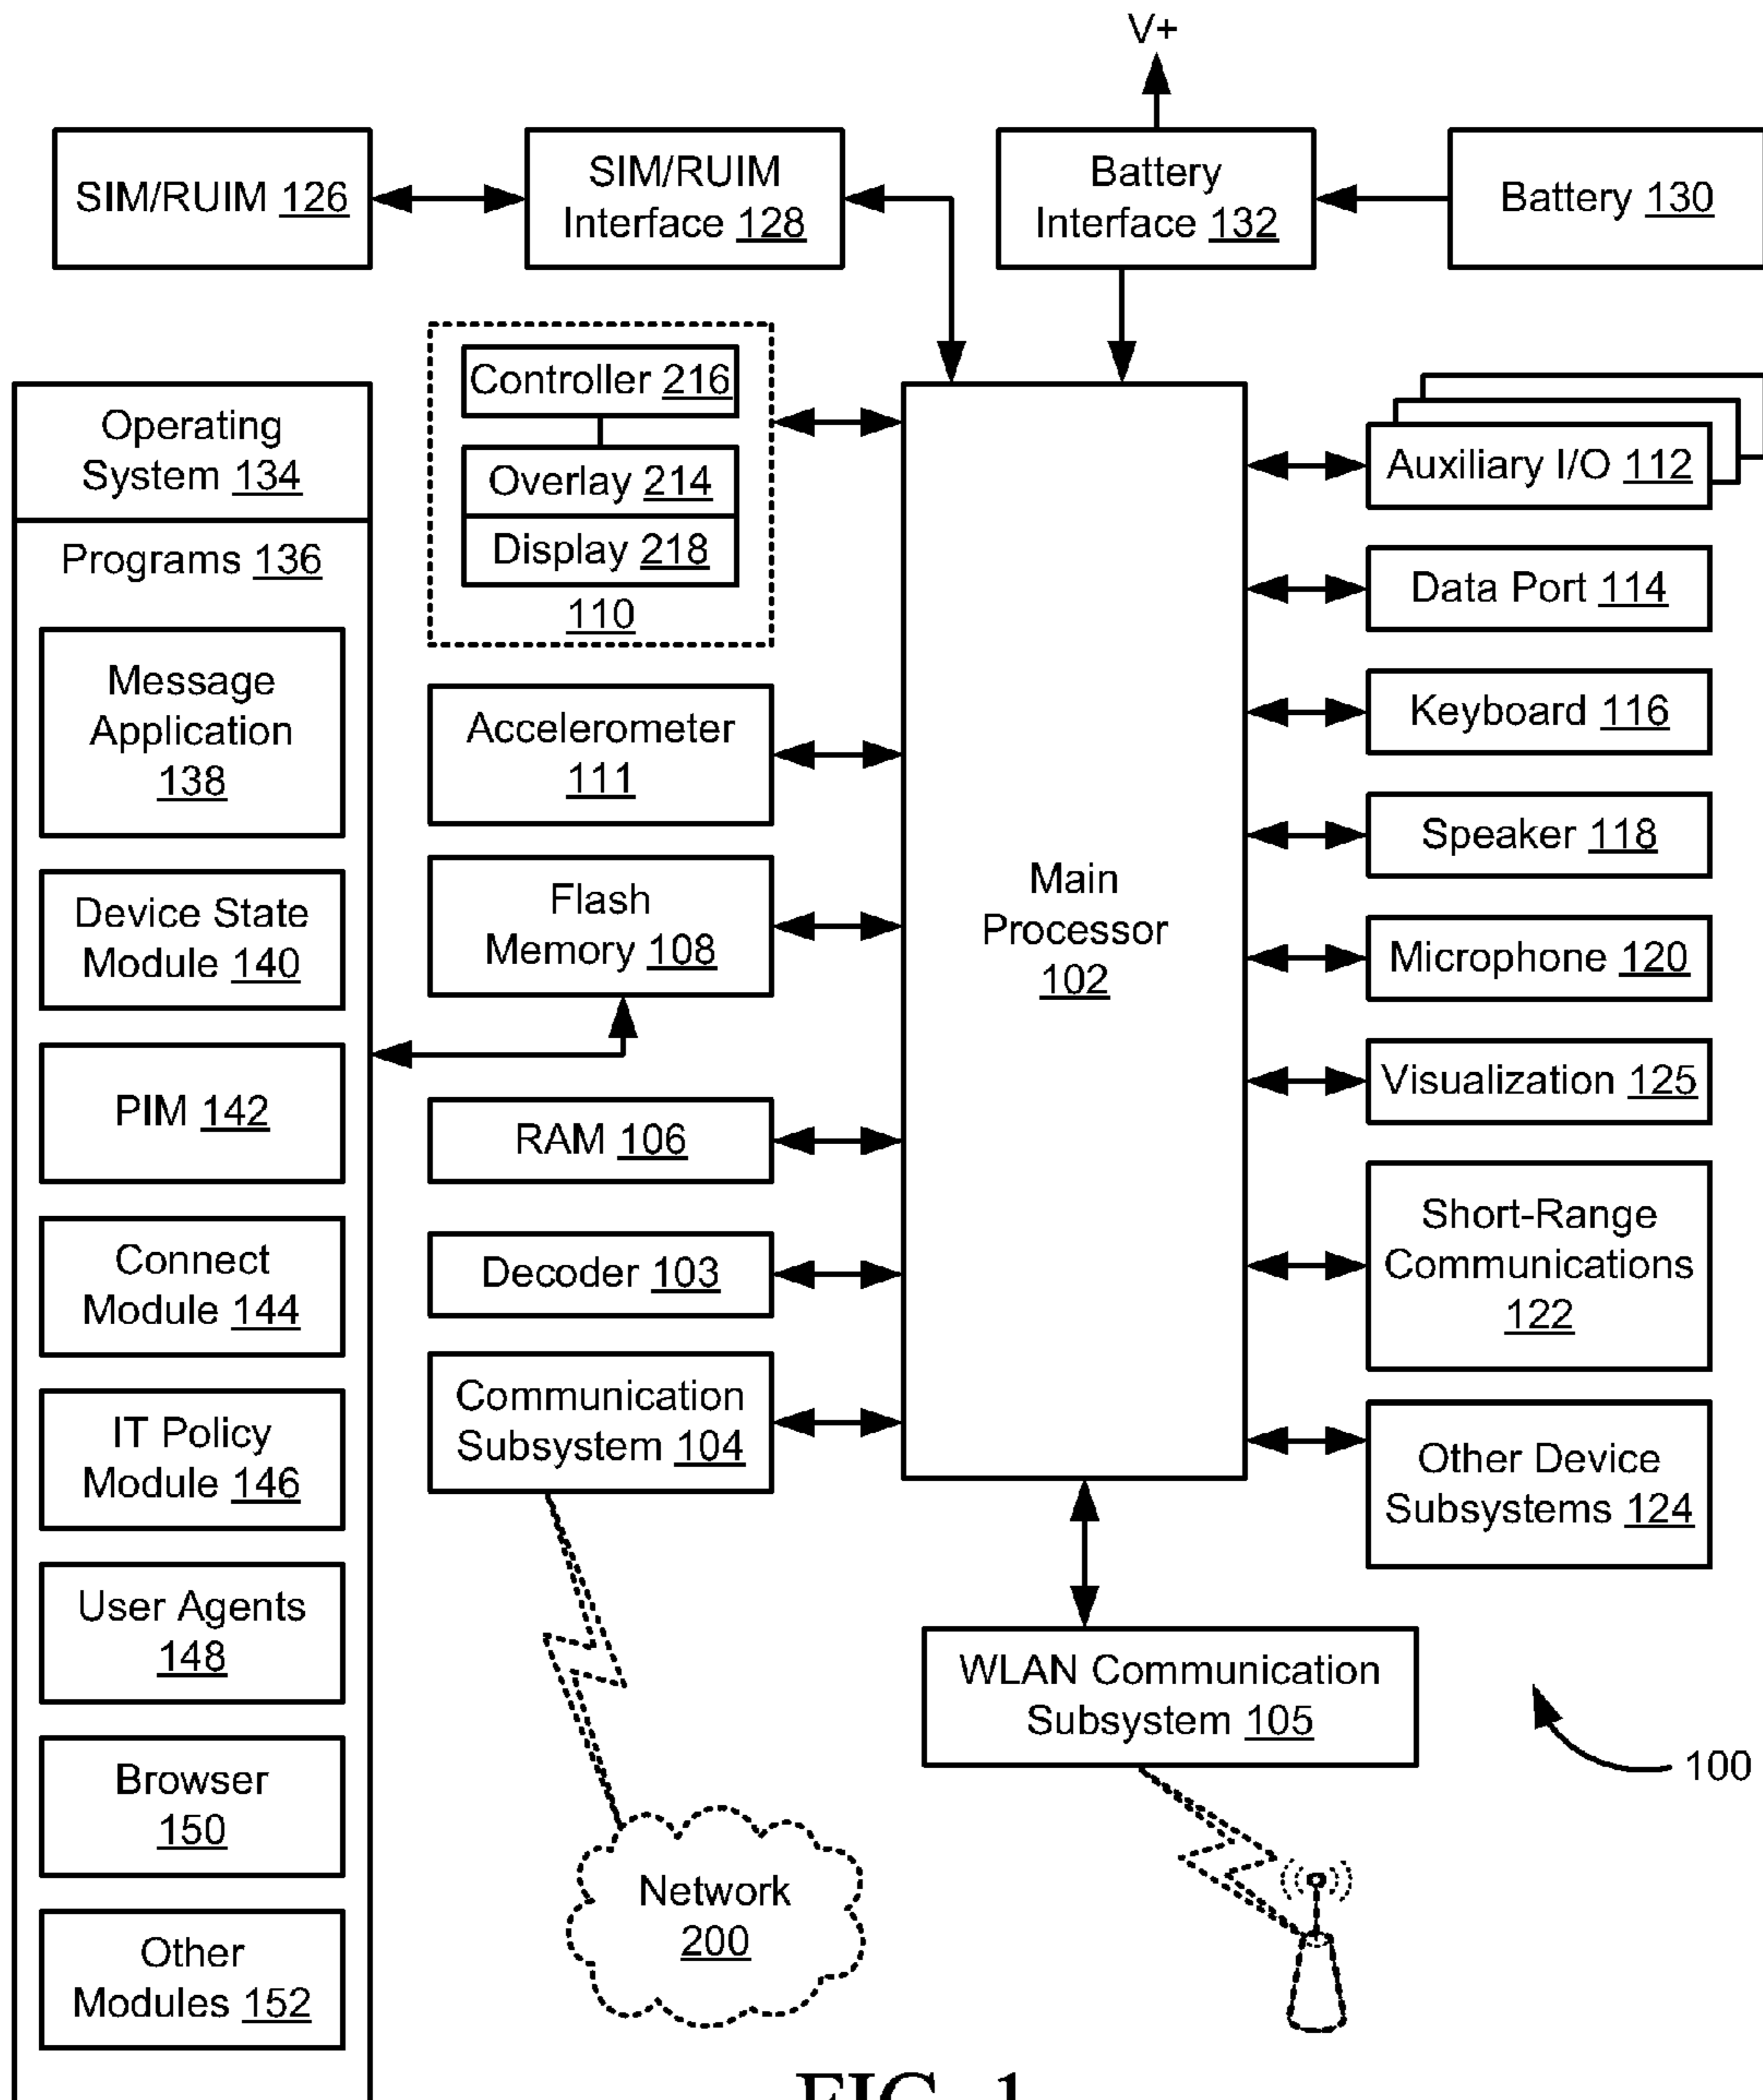 V+
SIM/RUIM 126
SIM/RUIM
Interface 128
Battery
Interface 132
Battery 130
Operating
System 134
Programs 136
Message
Application
138
Device State
Module 140
PIM 142
Connect
Module 144
IT Policy
Module 146
User Agents
148
Browser
150
Other
Modules 152
Controller 216
Overlay 214
Display 218
110
Accelerometer
111
Flash
Memory 108
RAM 106
Decoder 103
Communication
Subsystem 104
Network
200
Main
Processor
102
Auxiliary I/O 112
Data Port 114
Keyboard 116
Speaker 118
Microphone 120
Visualization 125
Short-Range
Communications
122
Other Device
Subsystems 124
WLAN Communication
Subsystem 105
100
FIG. 1